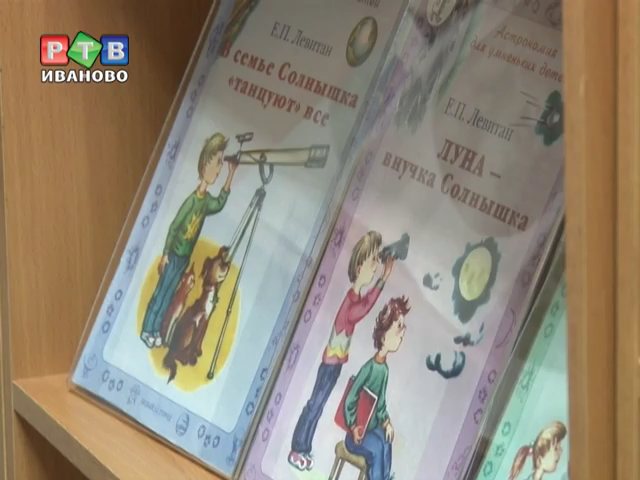 РТВ
ИВАНОВО
Е.П. Левитан
В семье Солнышка
«танцуют» все
Астрономия
для умненьких детей
Е.П. Левитан
ЛУНА –
внучка Солнышка